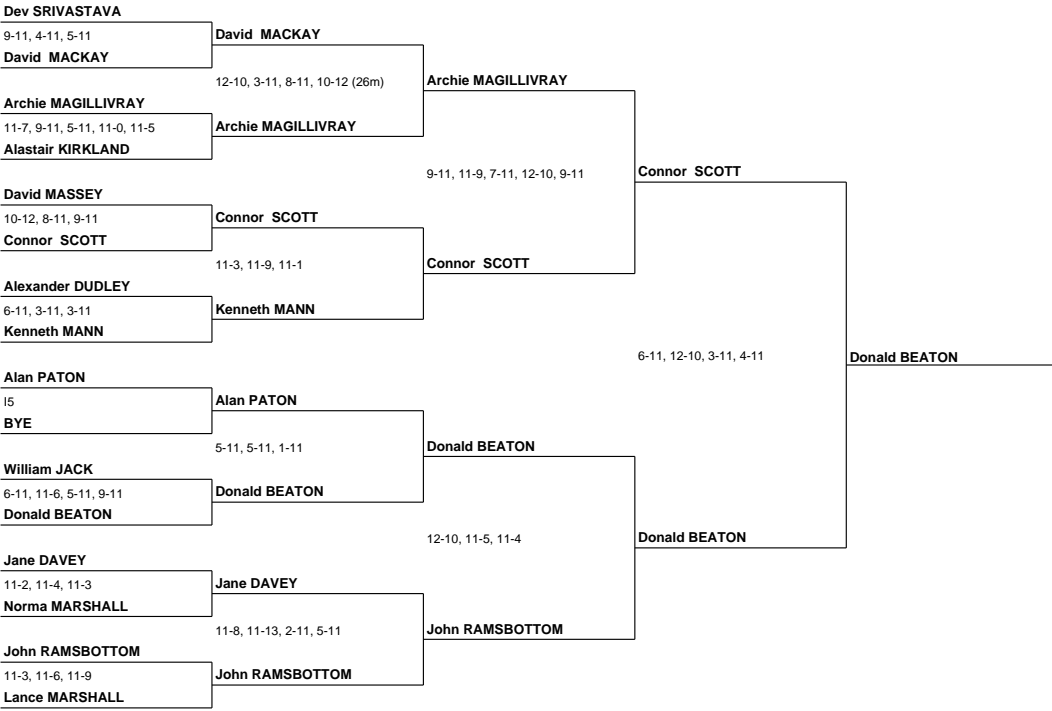 Dev SRIVASTAVA
9-11, 4-11, 5-11
David MACKAY
Archie MAGILLIVRAY
11-7, 9-11, 5-11, 11-0, 11-5
Alastair KIRKLAND
David MASSEY
10-12, 8-11, 9-11
Connor SCOTT
Alexander DUDLEY
6-11, 3-11, 3-11
Kenneth MANN
Alan PATON
I5
BYE
William JACK
6-11, 11-6, 5-11, 9-11
Donald BEATON
Jane DAVEY
11-2, 11-4, 11-3
Norma MARSHALL
John RAMSBOTTOM
11-3, 11-6, 11-9
Lance MARSHALL
David MACKAY
12-10, 3-11, 8-11, 10-12 (26m)
Archie MAGILLIVRAY
Connor SCOTT
11-3, 11-9, 11-1
Kenneth MANN
Alan PATON
5-11, 5-11, 1-11
Donald BEATON
Jane DAVEY
11-8, 11-13, 2-11, 5-11
John RAMSBOTTOM
Archie MAGILLIVRAY
9-11, 11-9, 7-11, 12-10, 9-11
Connor SCOTT
Donald BEATON
12-10, 11-5, 11-4
John RAMSBOTTOM
Connor SCOTT
6-11, 12-10, 3-11, 4-11
Donald BEATON
Donald BEATON